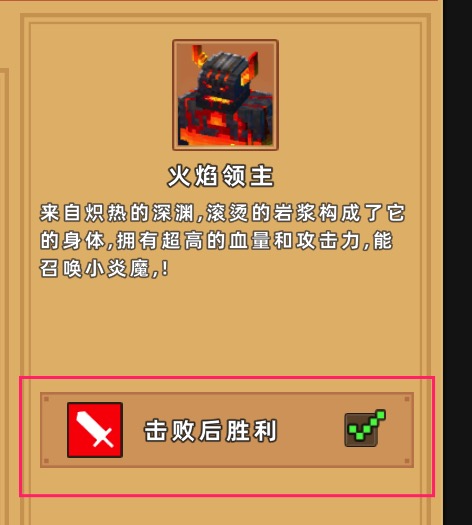 火焰领主
来自炽热的深渊,滚烫的岩浆构成了它
的身体,拥有超高的血量和攻击力,能
召唤小炎魔,!
击败后胜利